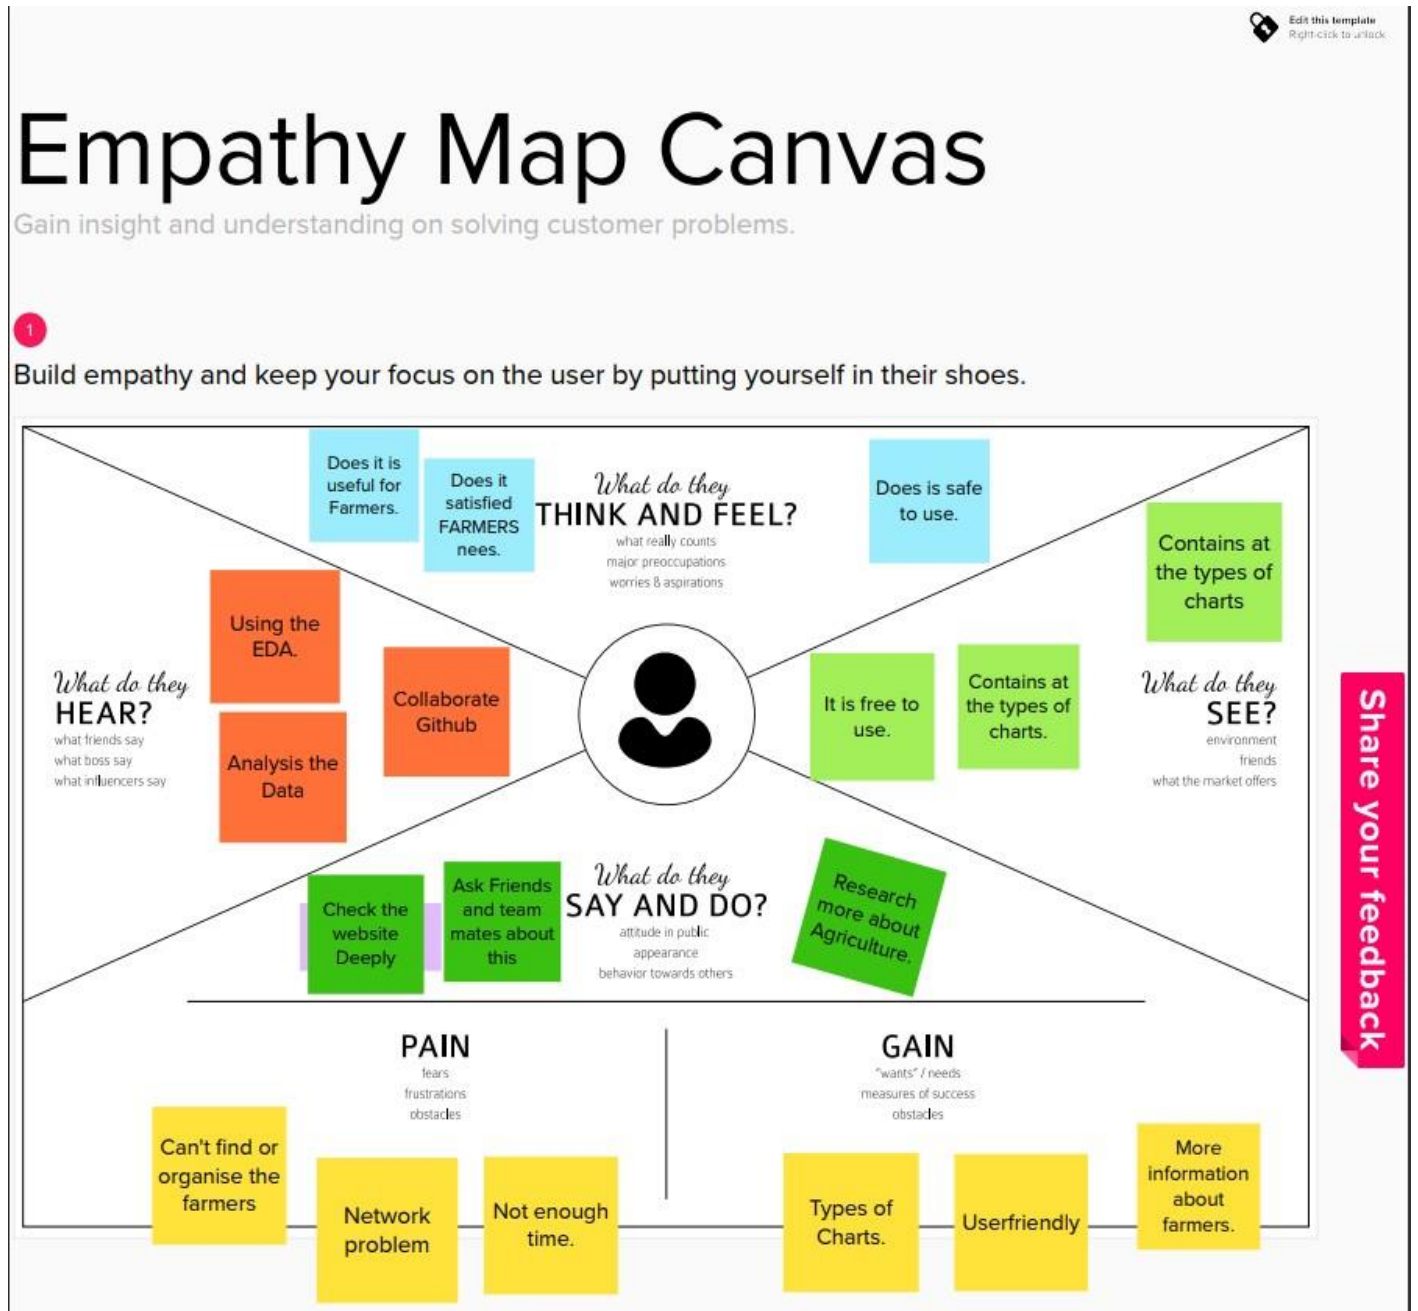 Edit this template
Right-click to unlock
Empathy Map Canvas
Gain insight and understanding on solving customer problems.
1
Build empathy and keep your focus on the user by putting yourself in their shoes.
Does it is
useful for
Farmers.
Does it
satisfied
FARMERS
nees.
What do they
THINK AND FEEL?
what really counts
major preoccupations
worries & aspirations
Does is safe
to use.
Contains at
the types of
charts
Using the
EDA.
Collaborate
Github
What do they
HEAR?
what friends say
what boss say
what influencers say
Analysis the
Data
It is free to
use.
Contains at
the types of
charts.
What do they
SEE?
environment
friends
what the market offers
Share your feedback
Check the
website
Deeply
Ask Friends
and team
mates about
this
What do they
SAY AND DO?
attitude in public
appearance
behavior towards others
Research
more about
Agriculture.
PAIN
fears
frustrations
obstacles
GAIN
"wants" / needs
measures of success
obstacles
Can't find or
organise the
farmers
Network
problem
Not enough
time.
Types of
Charts.
Userfriendly
More
information
about
farmers.